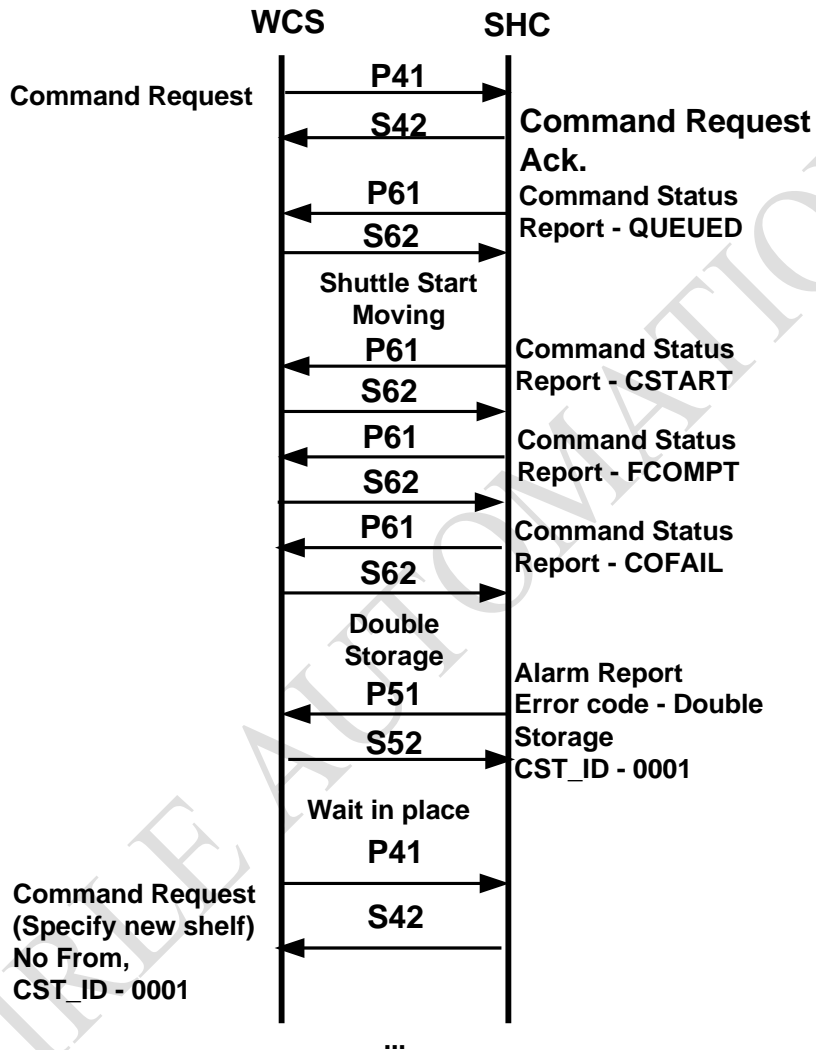 WCS
SHC
P41
Command Request
S42
Command Request
Ack.
P61
Command Status
Report - QUEUED
S62
Shuttle Start
Moving
P61
Command Status
Report - CSTART
S62
P61
Command Status
Report - FCOMPT
S62
P61
Command Status
Report - COFAIL
S62
Double
Storage
Alarm Report
P51
Error code - Double
Storage
S52
CST_ID - 0001
Wait in place
P41
Command Request
(Specify new shelf)
S42
No From,
CST_ID - 0001
...
IRLE AUTOMATIO